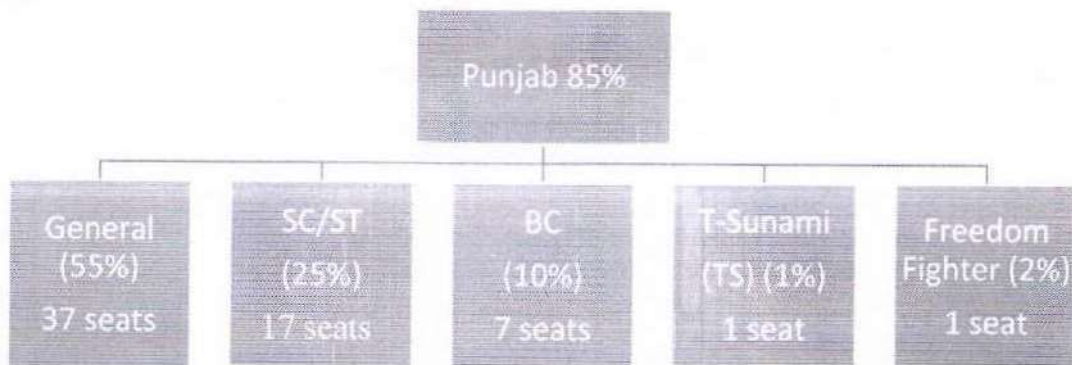 Punjab 85%
General
(55%)
37 seats
SC/ST
(25%)
17 seats
BC
(10%)
7 seats
T-Sunami
(TS) (1%)
1 seat
Freedom
Fighter (2%)
1 seat